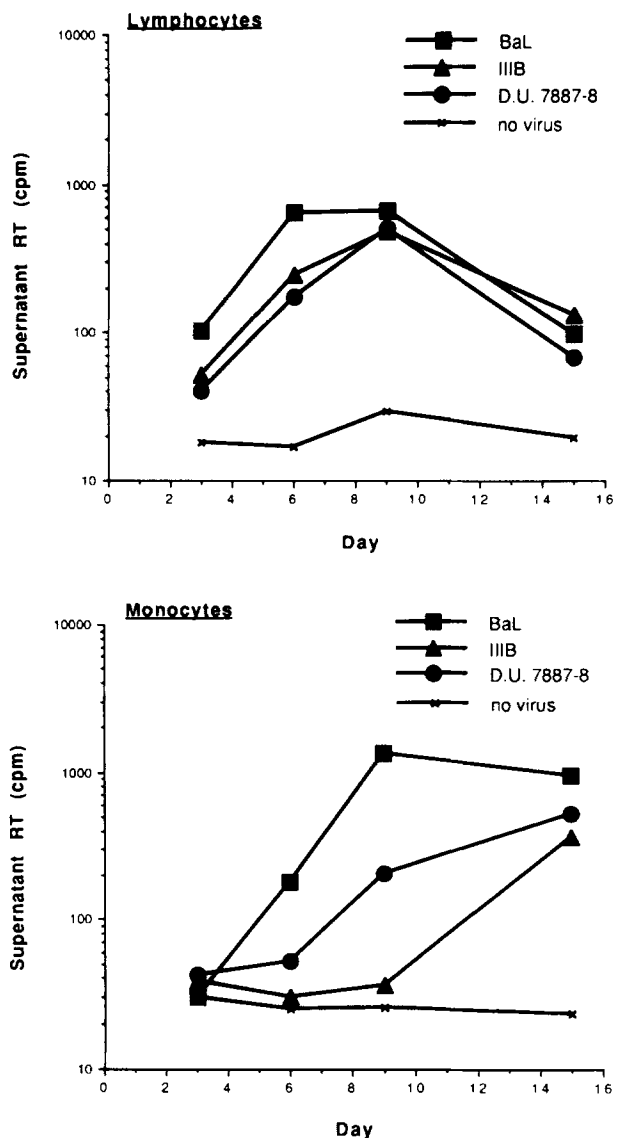 Lymphocytes
10000
1000
100
10
Supernatant RT (cpm)
BaL
IIIB
D.U. 7887-8
no virus
0 2 4 6 8 10 12 14 16
Day
Monocytes
10000
1000
100
10
Supernatant RT (cpm)
BaL
IIIB
D.U. 7887-8
no virus
0 2 4 6 8 10 12 14 16
Day